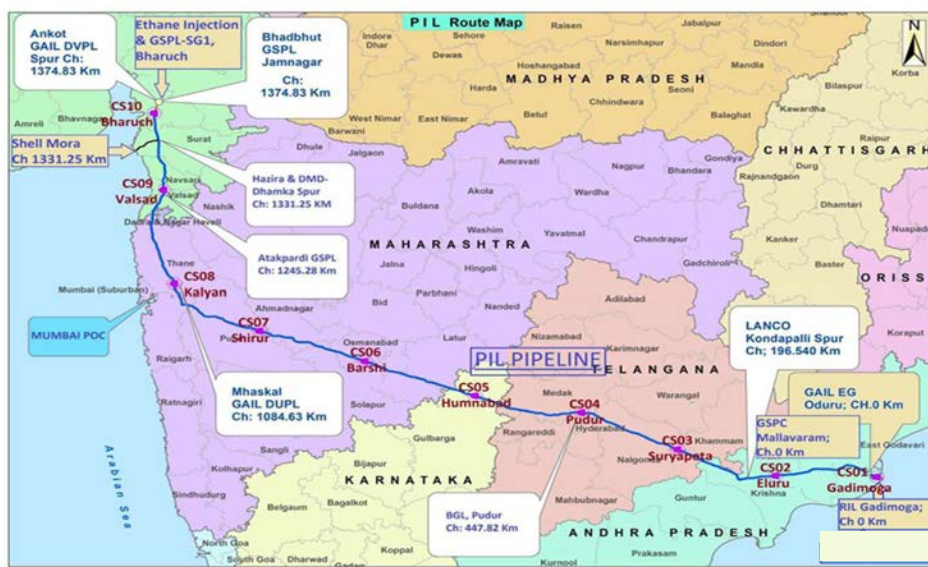 PIL Route Map
Ankot
GAIL DVPL
Spur Ch:
1374.83 Km
Ethane Injection
& GSPL-SG1,
Bharuch
Bhadbhut
GSPL
Jamnagar
Ch:
1374.83 Km
N
CS10
Bharuch
Shell Mora
Ch 1331.25 Km
Hazira & DMD-
Dhamka Spur
Ch: 1331.25 KM
CS09
Valsad
Atakpardi GSPL
Ch: 1245.28 Km
CS08
Kalyan
MUMBAI POC
CS07
Shirur
CS06
Barshi
Mhaskal
GAIL DUPL
Ch: 1084.63 Km
PIL PIPELINE
CS05
Humnabad
CS04
Pudur
BGL, Pudur
Ch: 447.82 Km
CS03
Suryapeta
LANCO
Kondapalli Spur
Ch; 196.540 Km
GAIL EG
Oduru; CH.0 Km
GSPC
Mallavaram;
Ch.0 Km
CS02
Eluru
CS01
Gadimoga
RIL Gadimoga;
Ch 0 Km
MADHYA PRADESH
CHHATTISGARH
MAHARASHTRA
ORISS
TELANGANA
KARNATAKA
ANDHRA PRADESH
Arabian Sea
Indore
Dhar
Dewas
Sehore
Raisen
Jabalpur
Narsimhapur
Dindori
Hoshangabad
Mandla
Harda
Chhindwara
Seoni
Betul
Balaghat
West Nimar
East Nimar
Barwani
Korba
Bilaspur
Kawardha
Raipur
Durg
Rajnandgaon
Dhamtari
Kanker
Baster
Nuapad
Koraput
Amreli
Bhavnagar
Surat
Navsari
Valsad
Dadra & Nagar Haveli
Dhule
Jalgaon
Nashik
Amravati
Nagpur
Gondiya
Bhandara
Akola
Wardha
Buldana
Washim
Yavatmal
Chandrapur
Gadchiroli
Jalna
Hingoli
Parbhani
Nanded
Thane
Mumbai (Suburban)
Ahmadnagar
Bid
Latur
Osmanabad
Raigarh
Ratnagiri
Solapur
Sangli
Kolhapur
Sindhudurg
North Goa
South Goa
Adilabad
Nizamabad
Karimnagar
Medak
Warangal
Rangareddi
Hyderabad
Khammam
Nalgonda
Mahbubnagar
Gulbarga
Bijapur
Belgaum
Bagalkot
Dharwad
Koppal
Gadag
Guntur
Krishna
East Godavari
Prakasam
Kurnool